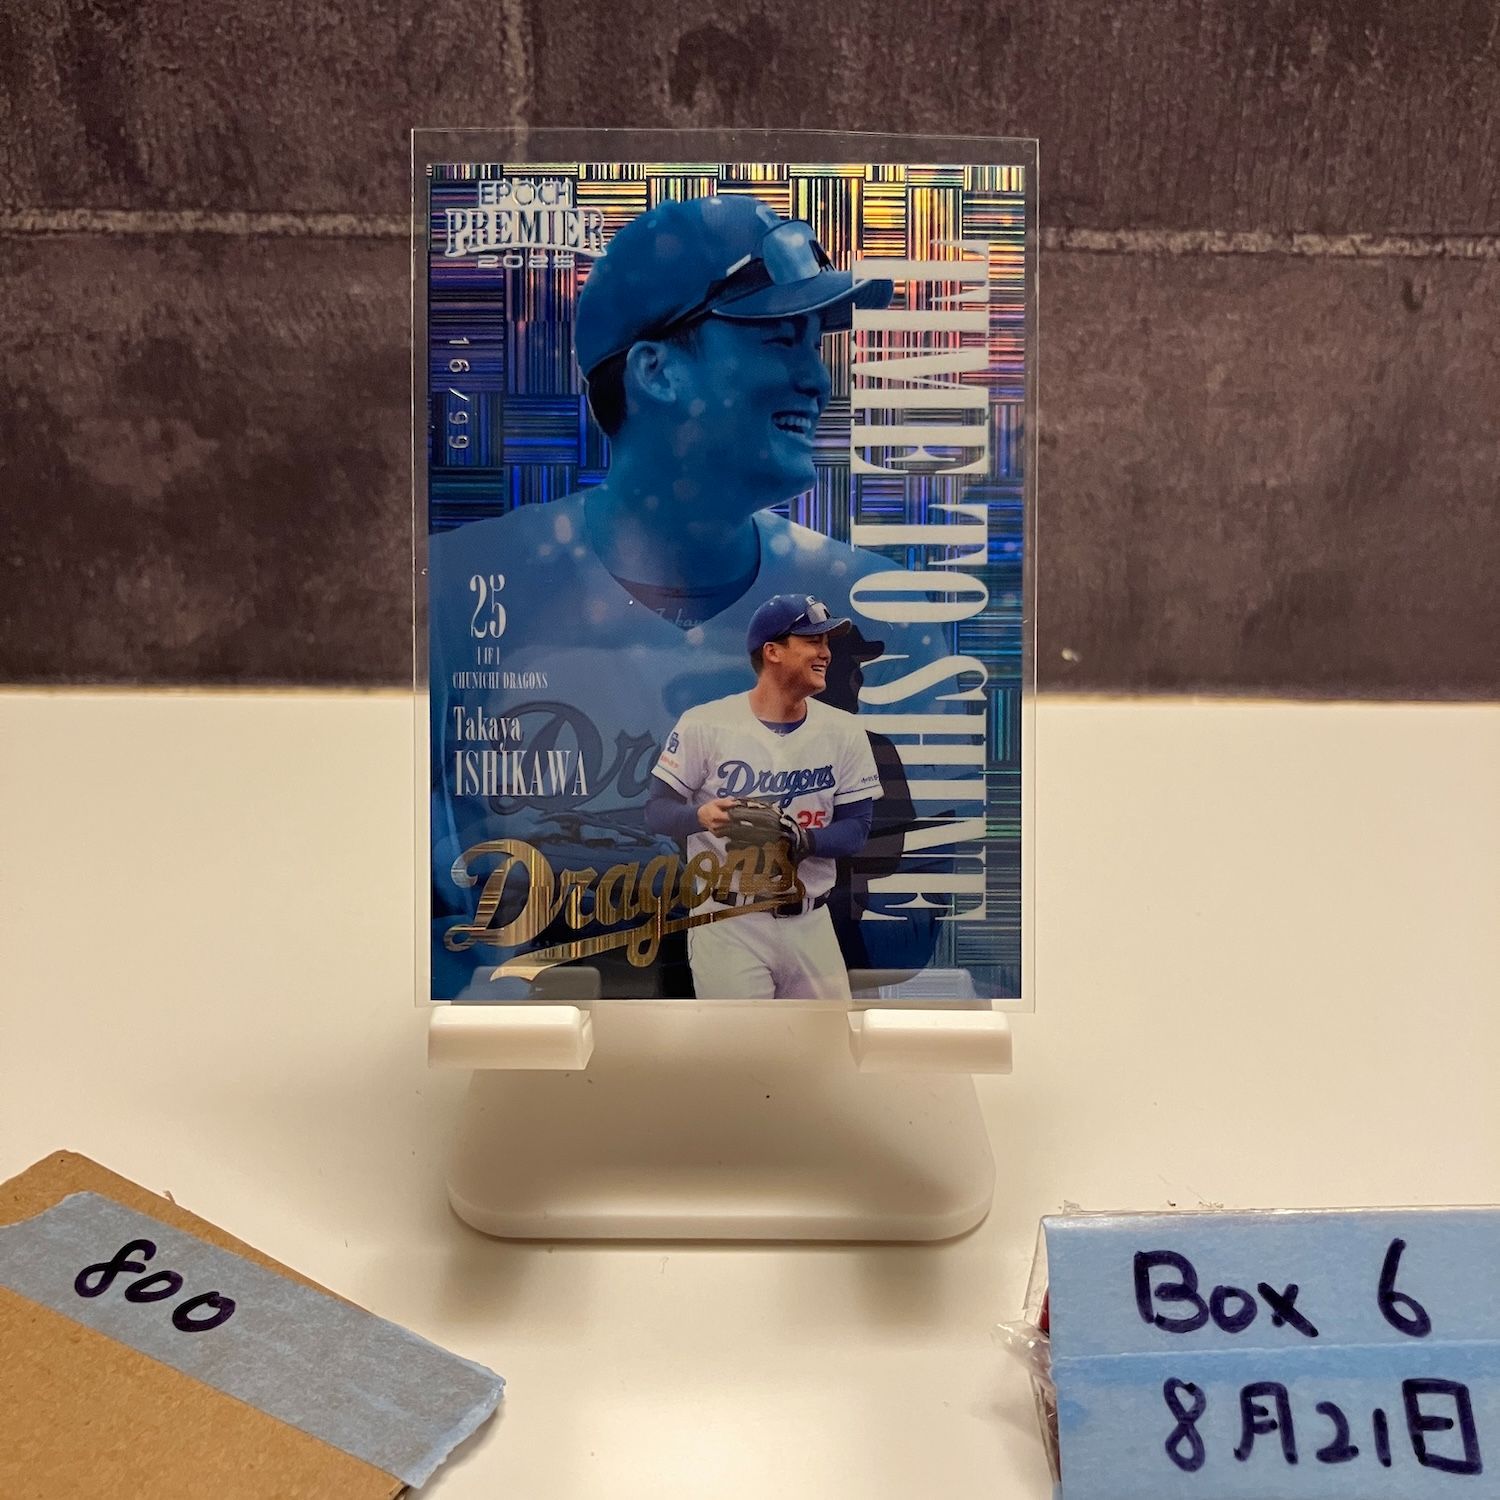 EPOCH
PREMIER
2025
16/99
TIME TO SHINE
25
INF
CHUNICHI DRAGONS
Takaya
ISHIKAWA
Dragons
Dragons
25
800
Box 6
8月21日